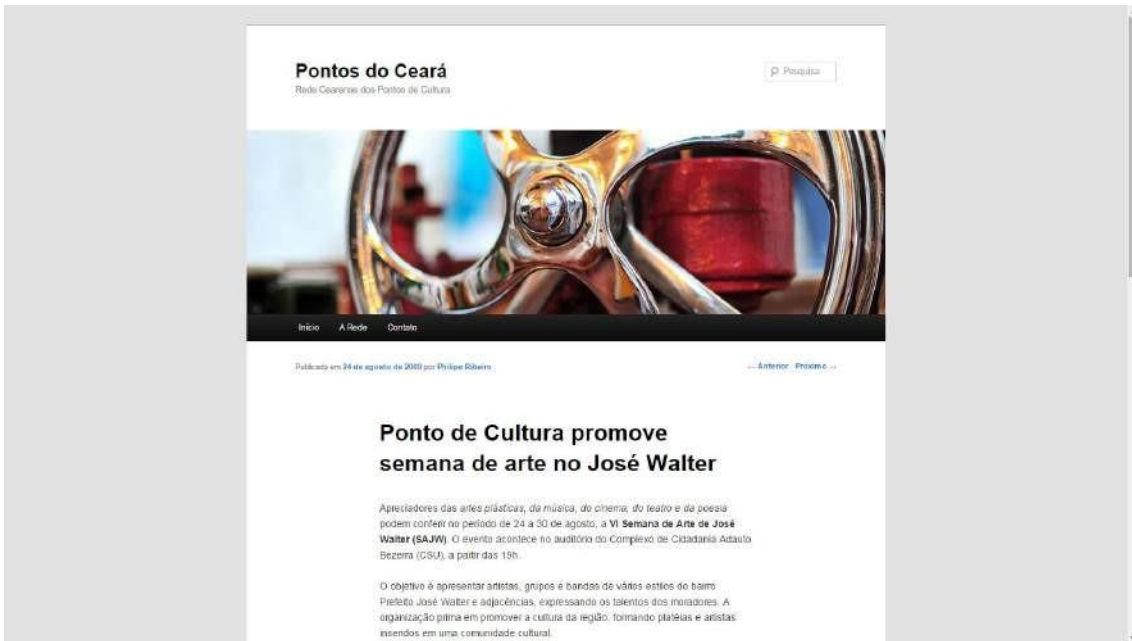 Pontos do Ceará
Rede Cearense dos Pontos de Cultura
Pesquisa
Início A Rede Contato
Publicado em 24 de agosto de 2009 por Philipe Ribeiro
← Anterior Próximo →
Ponto de Cultura promove
semana de arte no José Walter
Apreciadores das artes plásticas, da música, do cinema, do teatro e da poesia
podem conferir no período de 24 a 30 de agosto, a VI Semana de Arte de José
Walter (SAJW). O evento acontece no auditório do Complexo de Cidadania Adauto
Bezerra (CSU), a partir das 19h.
O objetivo é apresentar artistas, grupos e bandas de vários estilos do bairro
Prefeito José Walter e adjacências, expressando os talentos dos moradores. A
organização prima em promover a cultura da região, formando platéias e artistas
inseridos em uma comunidade cultural.